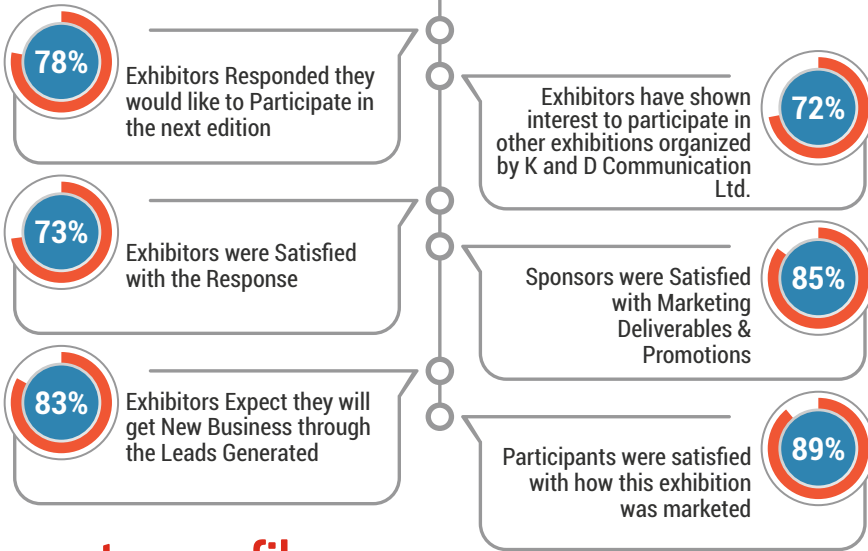 78%
Exhibitors Responded they
would like to Participate in
the next edition
72%
Exhibitors have shown
interest to participate in
other exhibitions organized
by K and D Communication
Ltd.
73%
Exhibitors were Satisfied
with the Response
85%
Sponsors were Satisfied
with Marketing
Deliverables &
Promotions
83%
Exhibitors Expect they will
get New Business through
the Leads Generated
89%
Participants were satisfied
with how this exhibition
was marketed